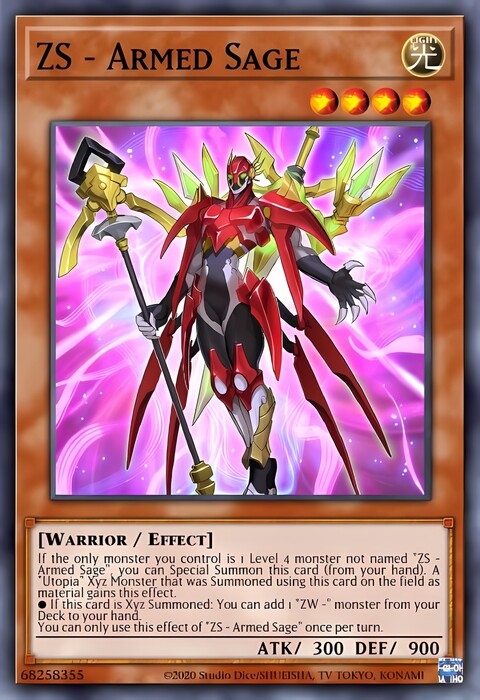 ZS - Armed Sage
LIGHT
光
[Warrior / Effect]
If the only monster you control is 1 Level 4 monster not named "ZS -
Armed Sage", you can Special Summon this card (from your hand). A
"Utopia" Xyz Monster that was Summoned using this card on the field as
material gains this effect.
● If this card is Xyz Summoned: You can add 1 "ZW -" monster from your
Deck to your hand.
You can only use this effect of "ZS - Armed Sage" once per turn.
ATK/ 300 DEF/ 900
68258355 ©2020 Studio Dice/SHUEISHA, TV TOKYO, KONAMI